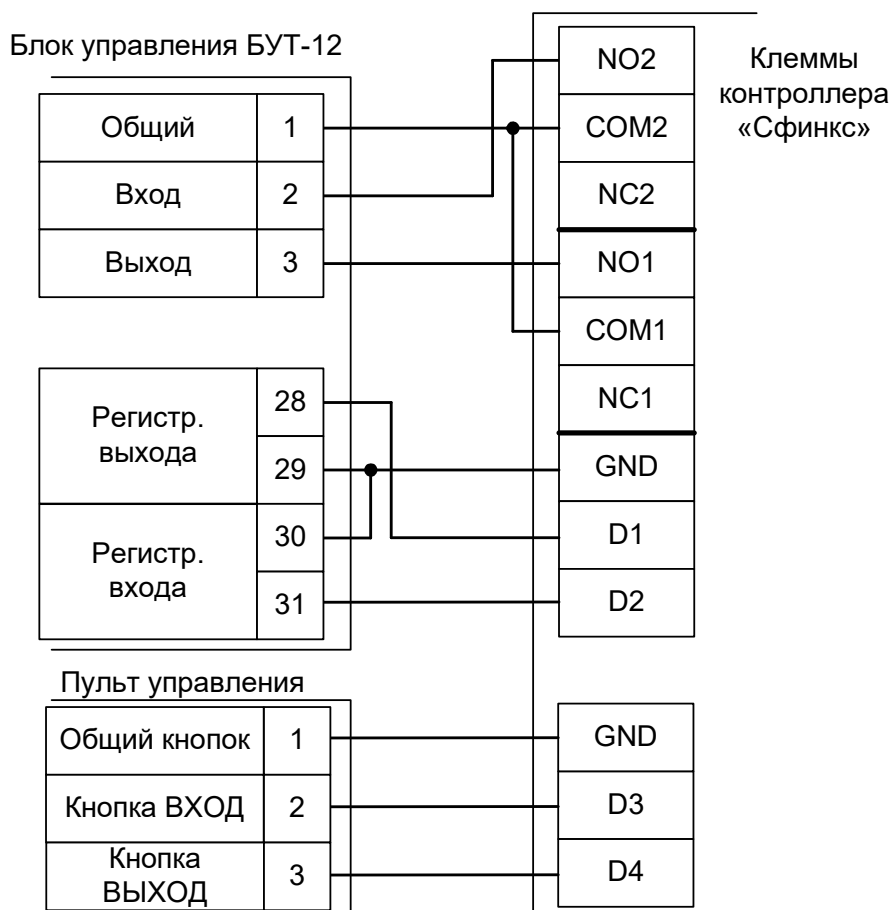 Блок управления БУТ-12
Клеммы
контроллера
«Сфинкс»
Общий 1
Вход 2
Выход 3
NO2
COM2
NC2
NO1
COM1
NC1
GND
D1
D2
Регистр.
выхода
28
29
Регистр.
входа
30
31
Пульт управления
Общий кнопок 1
Кнопка ВХОД 2
Кнопка
ВЫХОД
3
GND
D3
D4